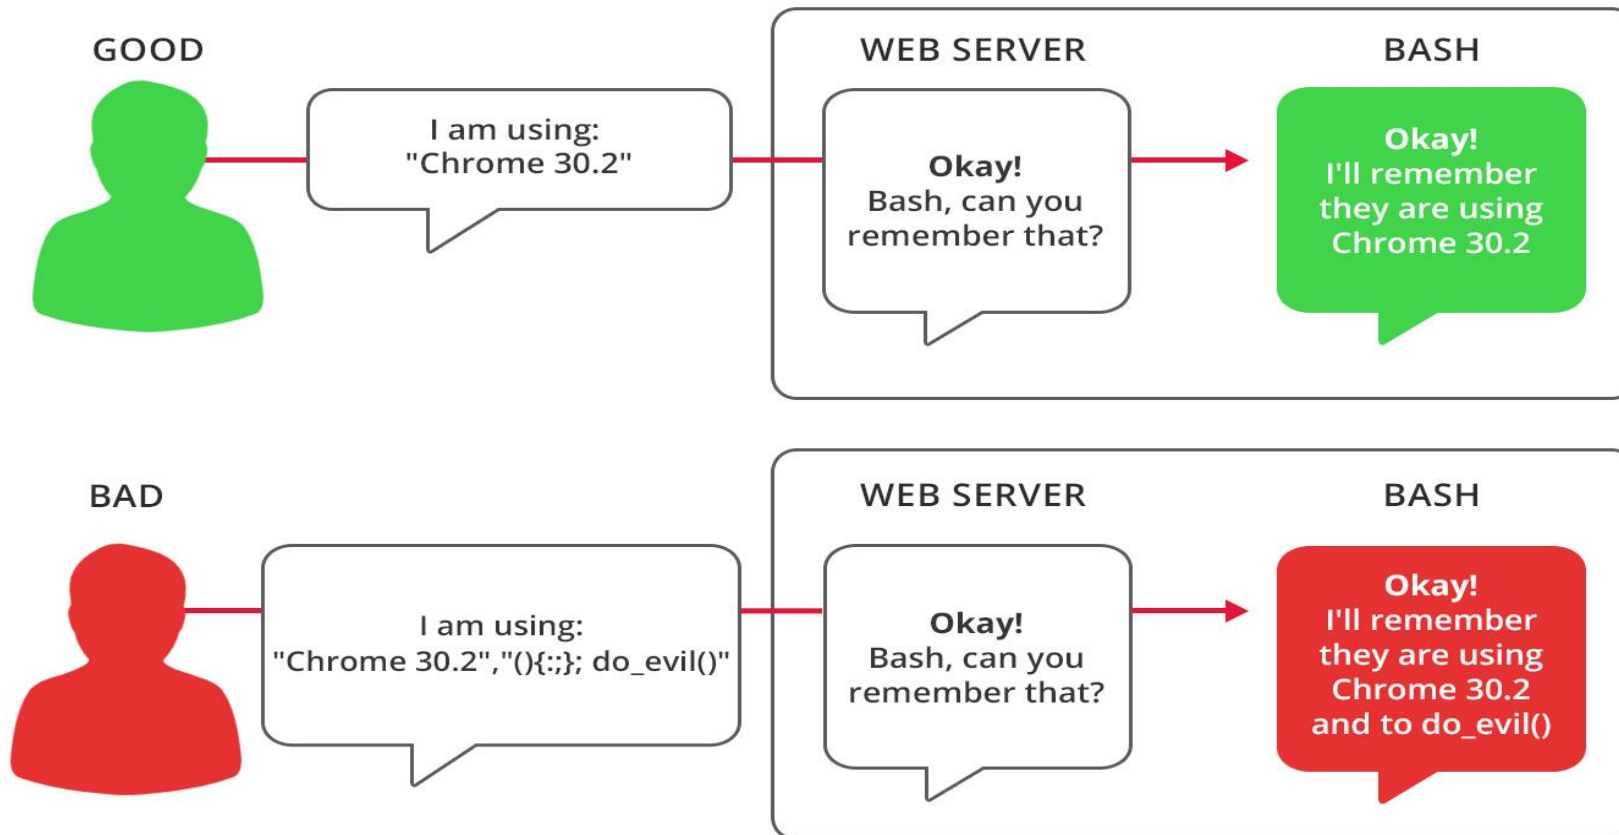 GOOD
I am using:
"Chrome 30.2"
WEB SERVER
Okay!
Bash, can you
remember that?
BASH
Okay!
I'll remember
they are using
Chrome 30.2
BAD
I am using:
"Chrome 30.2","(){:;}; do_evil()"
WEB SERVER
Okay!
Bash, can you
remember that?
BASH
Okay!
I'll remember
they are using
Chrome 30.2
and to do_evil()